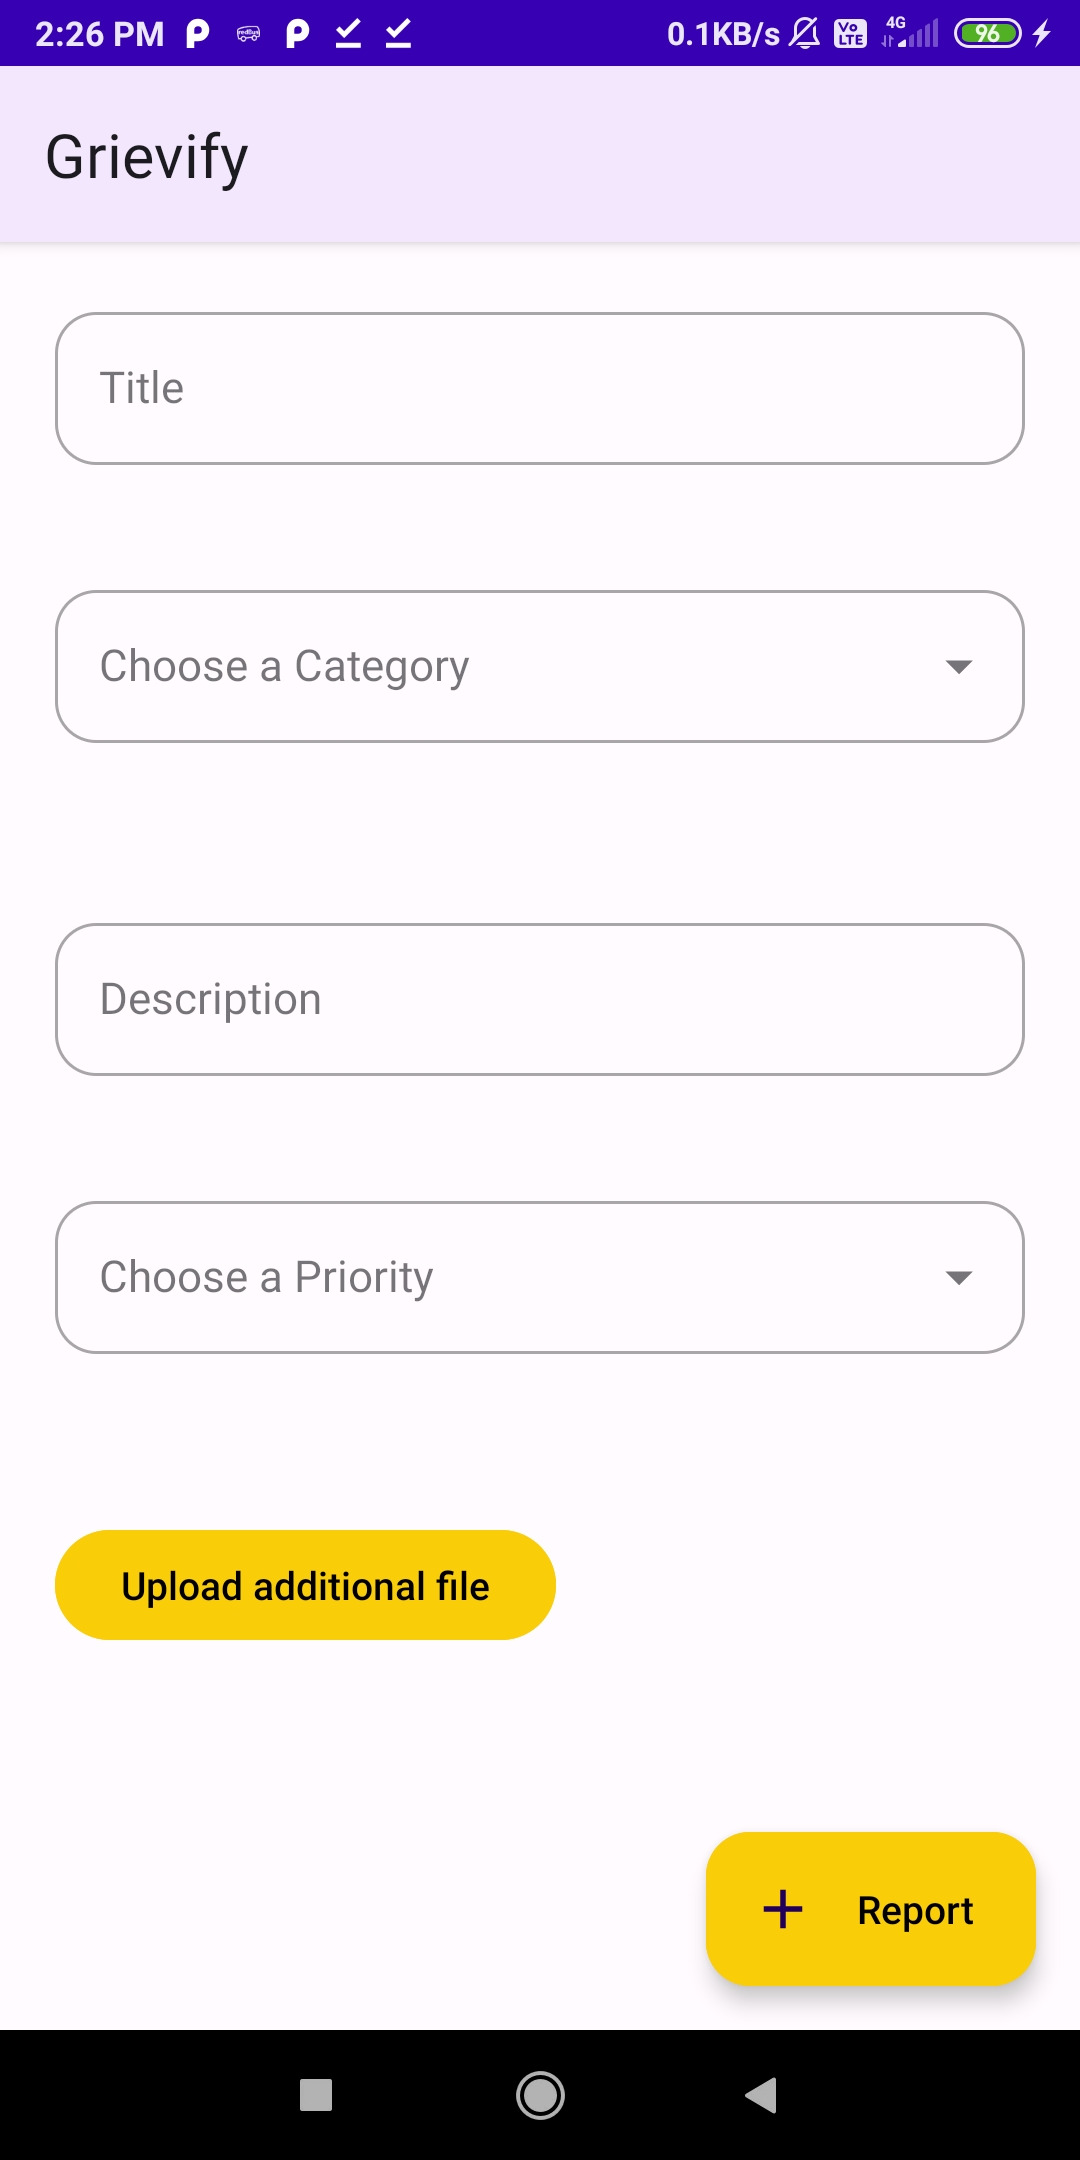 2:26 PM 0.1KB/s Vo LTE 4G 96
Grievify
Title
Choose a Category
Description
Choose a Priority
Upload additional file
Report